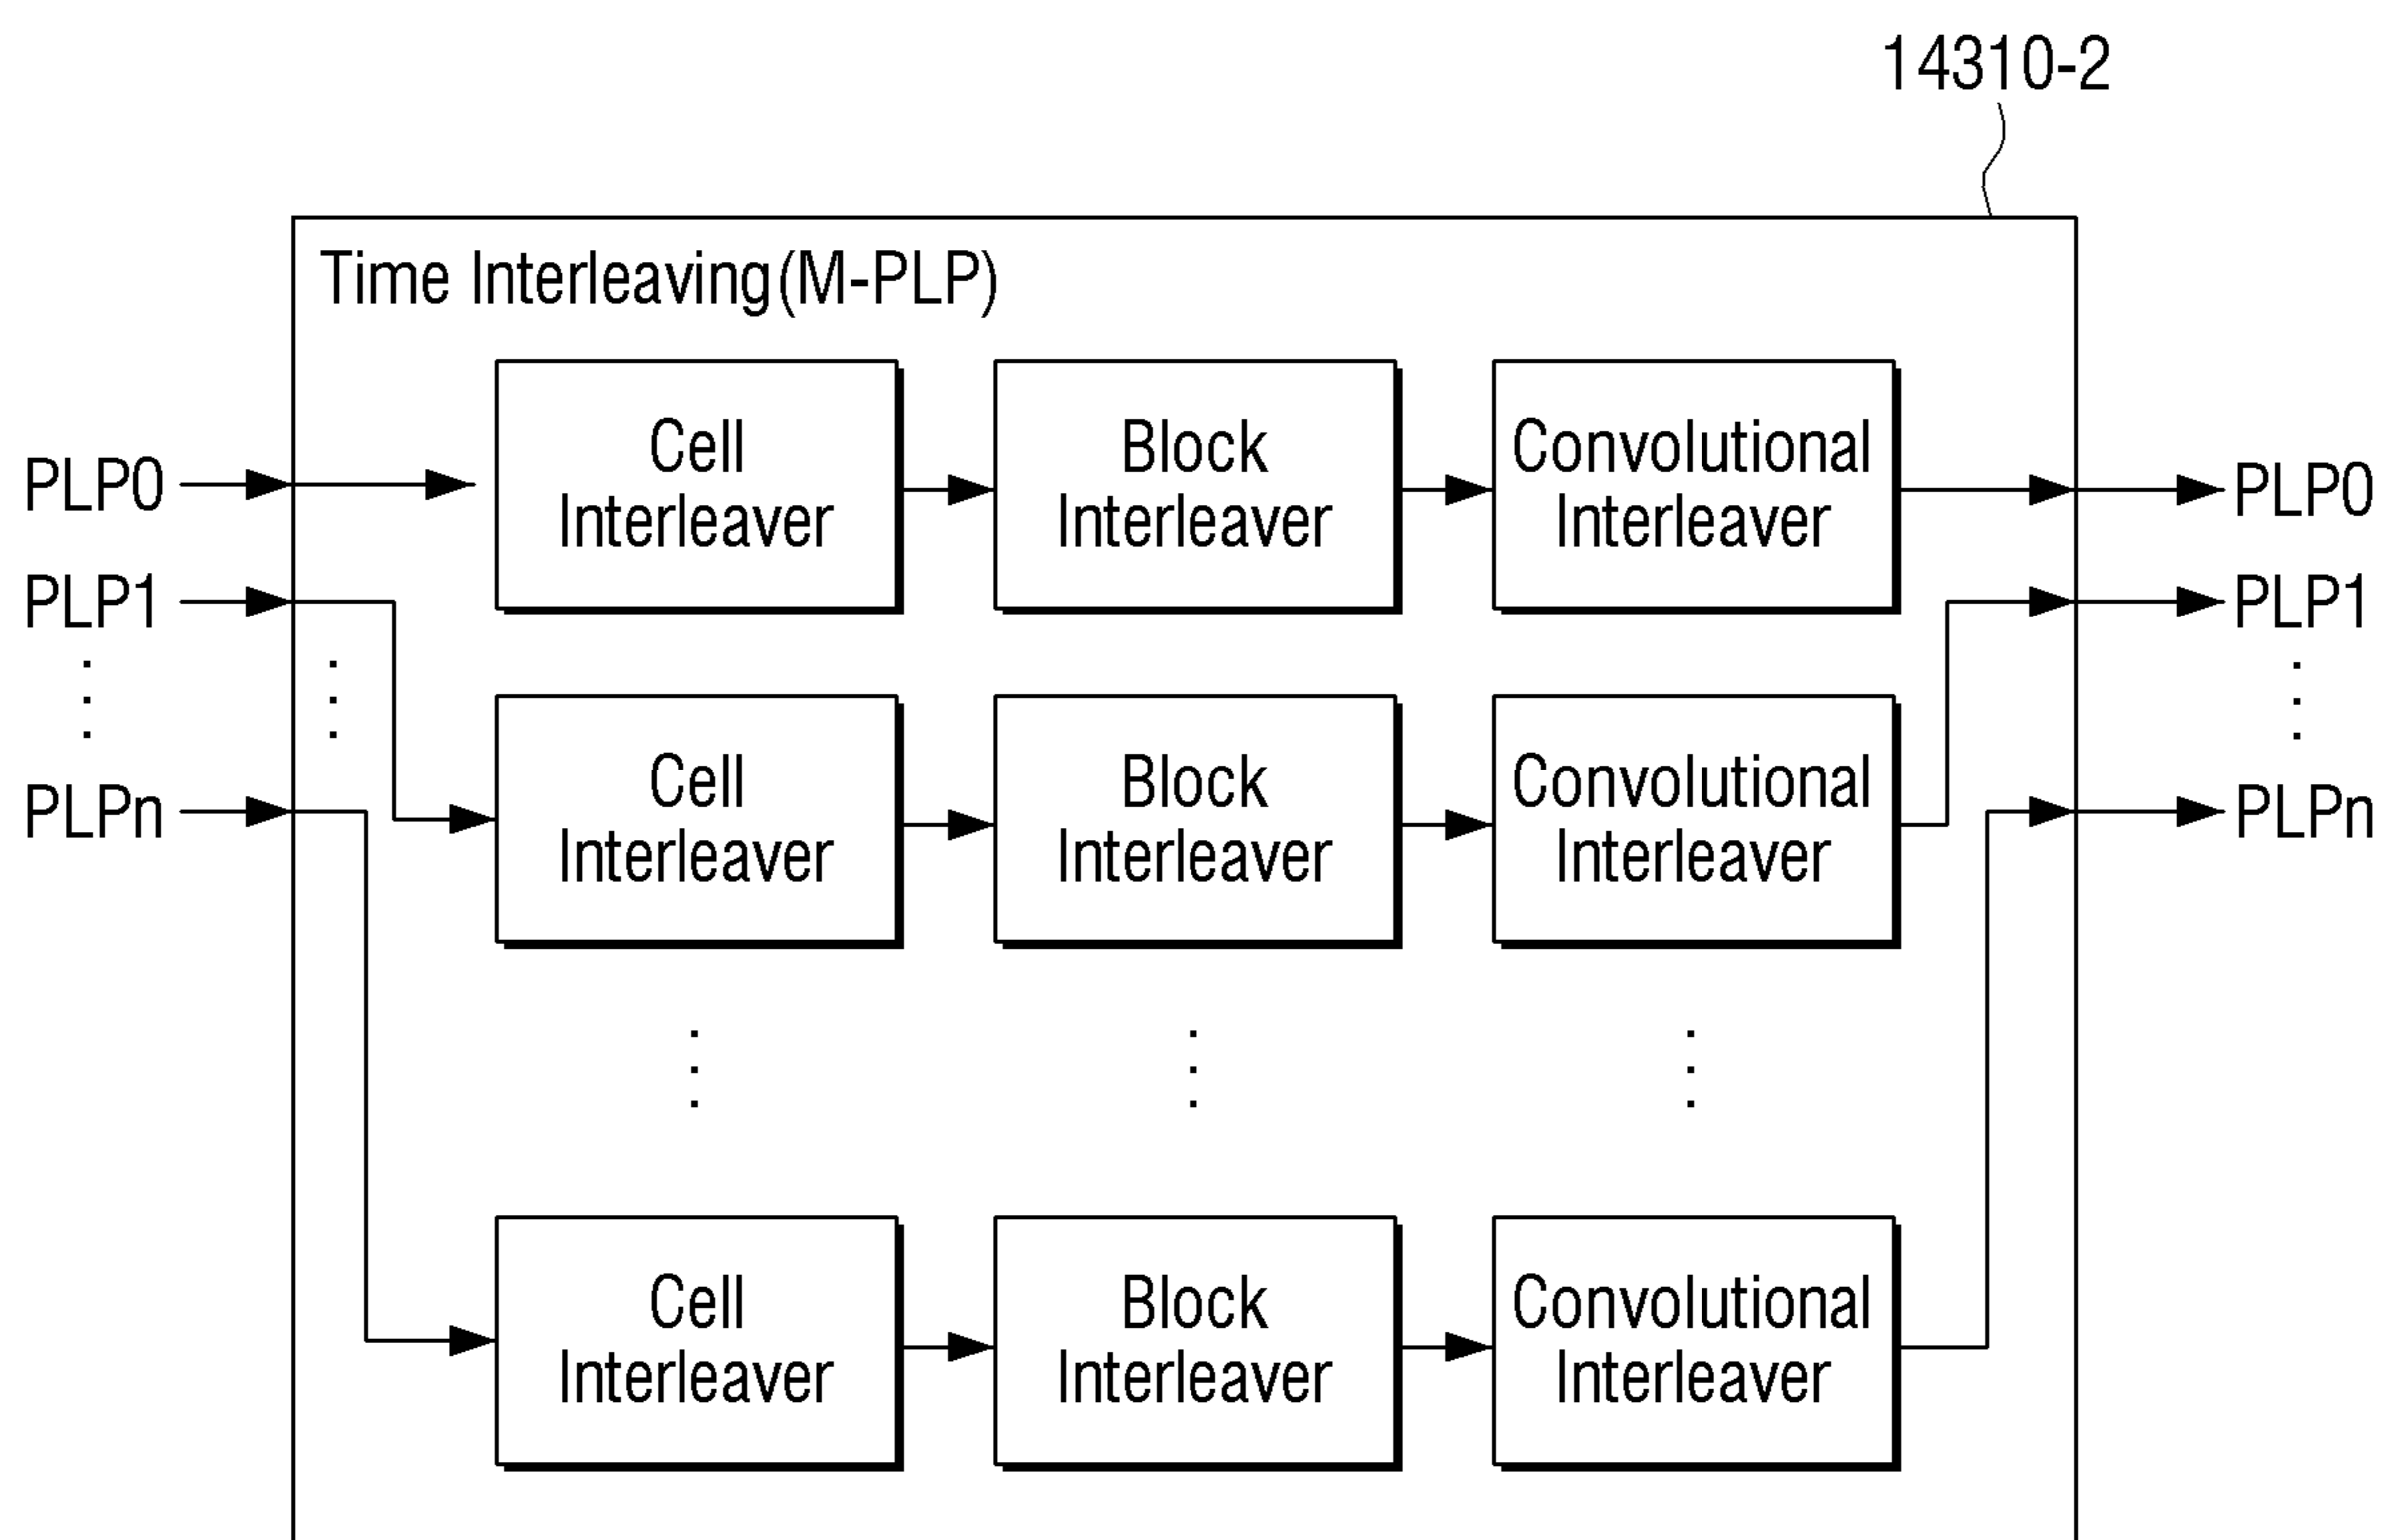 14310-2
Time Interleaving(M-PLP)
Cell
Interleaver
Block
Interleaver
Convolutional
Interleaver
PLP0
PLP0
PLP1
PLP1
Cell
Interleaver
Block
Interleaver
Convolutional
Interleaver
PLPn
PLPn
Cell
Interleaver
Block
Interleaver
Convolutional
Interleaver